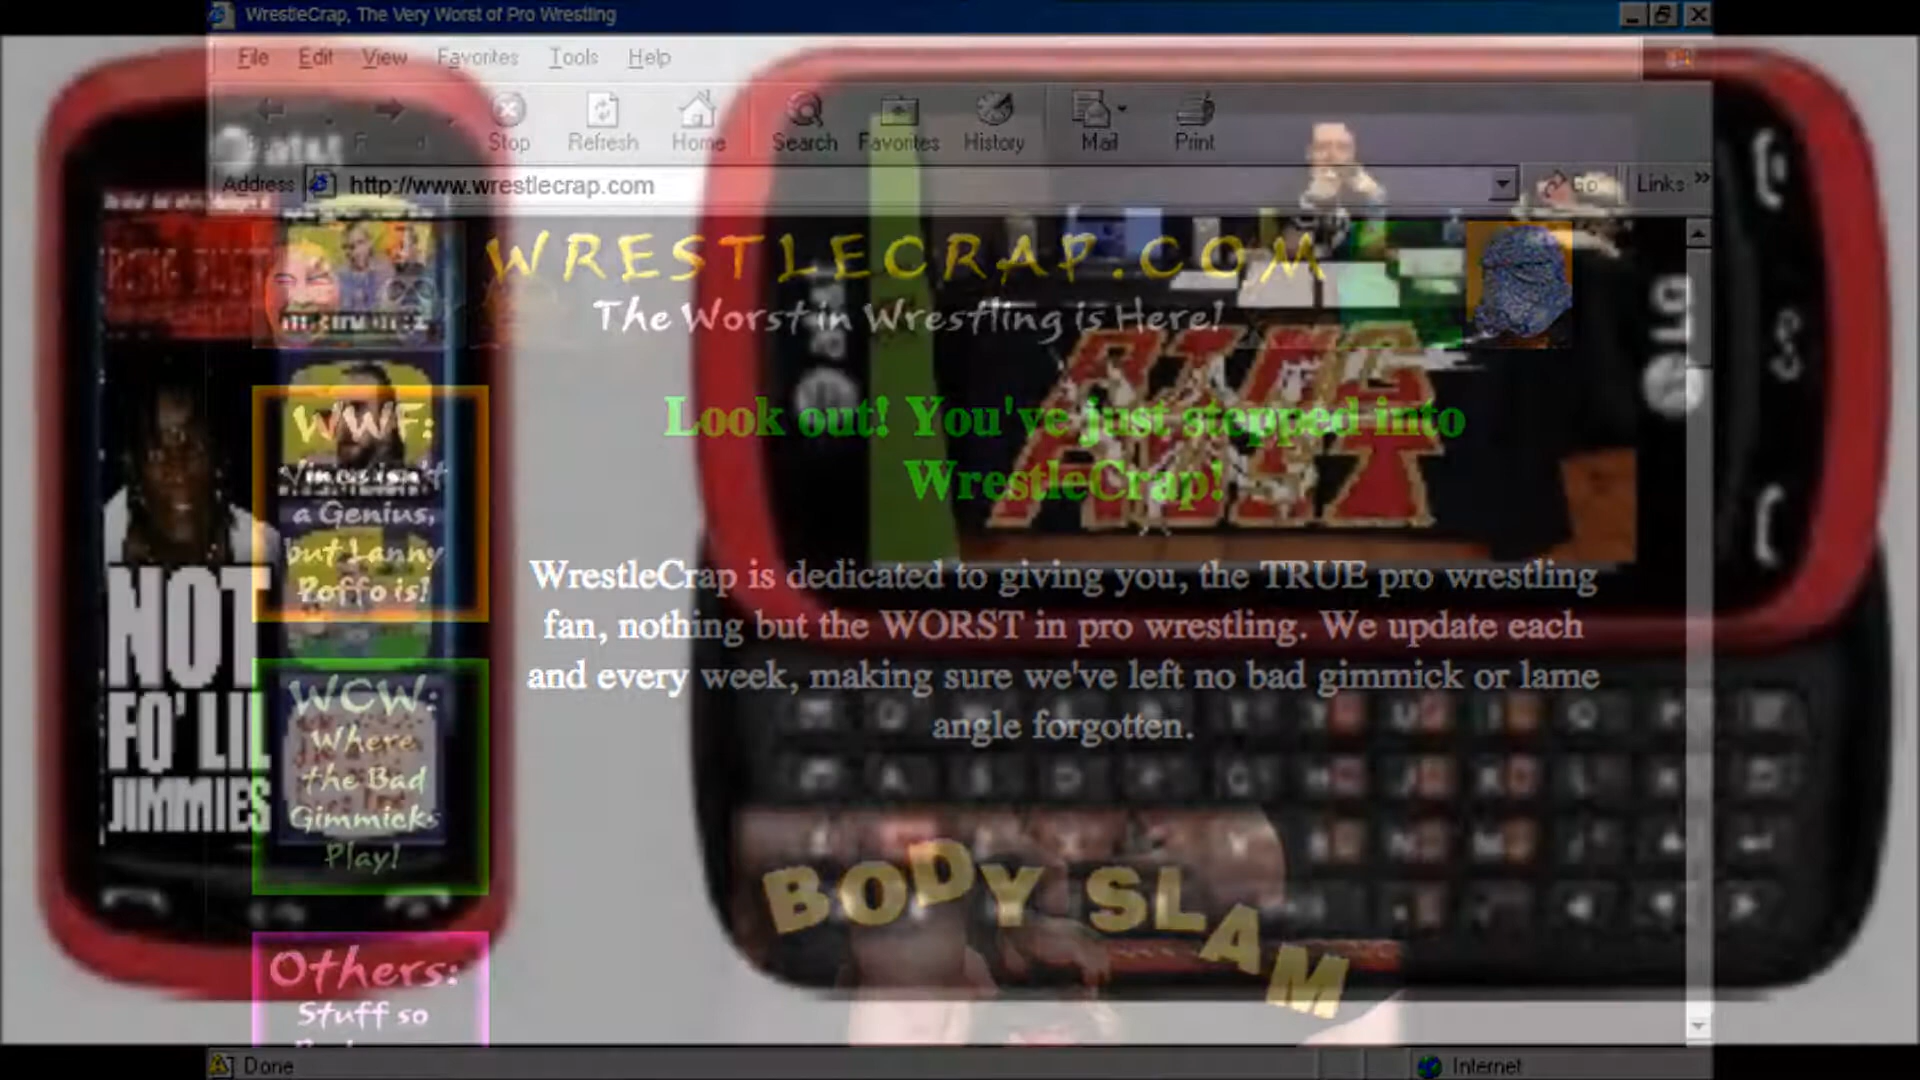 WrestleCrap, The Very Worst of Pro Wrestling
File Edit View Favorites Tools Help
Stop Refresh Home Search Favorites History Mail Print
Address http://www.wrestlecrap.com Go Links
WRESTLECRAP.COM
The Worst in Wrestling is Here!
Look out! You've just stepped into
WrestleCrap!
WrestleCrap is dedicated to giving you, the TRUE pro wrestling
fan, nothing but the WORST in pro wrestling. We update each
and every week, making sure we've left no bad gimmick or lame
angle forgotten.
WWF:
Vince isn't
a Genius,
but Lanny
Poffo is!
WCW:
Where
the Bad
Gimmicks
Play!
Others:
Stuff so
NOT
FO' LIL
JIMMIES
BODY SLAM
Done
Internet